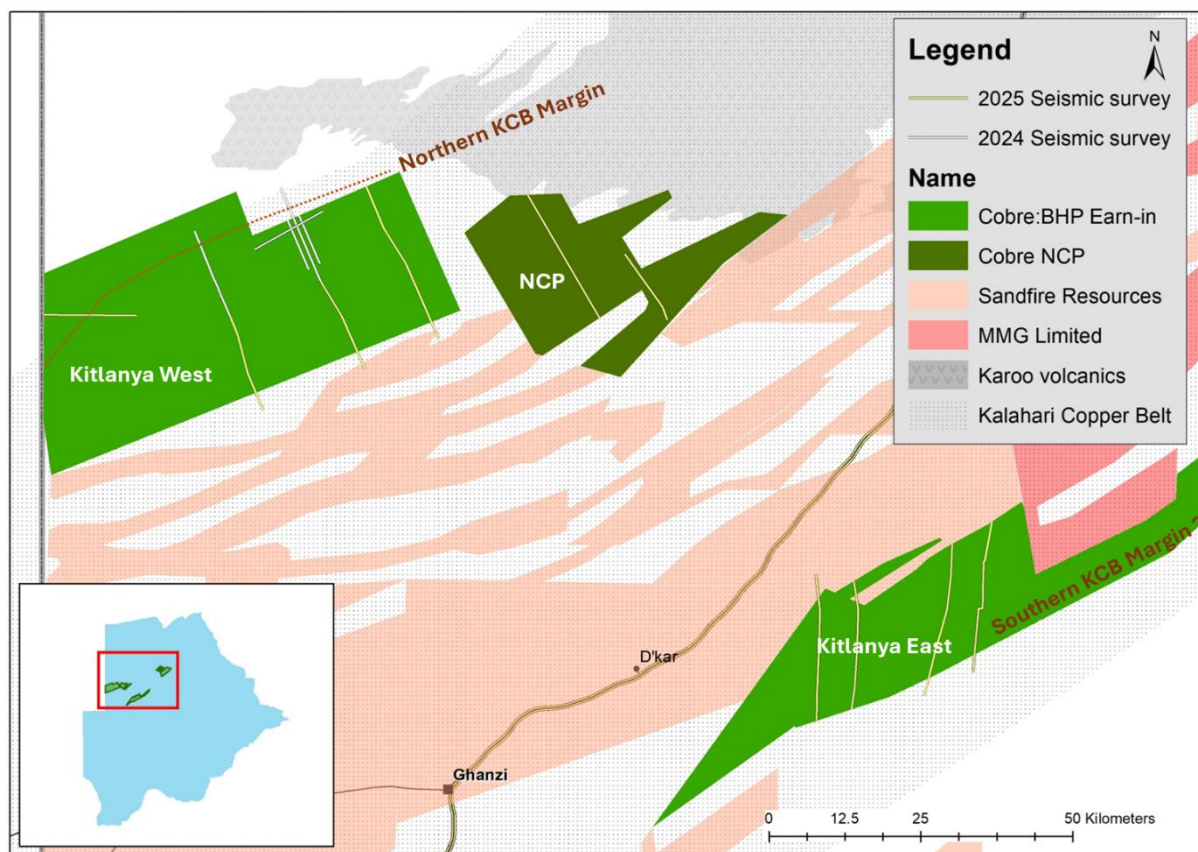 Legend
N
2025 Seismic survey
2024 Seismic survey
Name
Cobre:BHP Earn-in
Cobre NCP
Sandfire Resources
MMG Limited
Karoo volcanics
Kalahari Copper Belt
Northern KCB Margin
NCP
Kitlanya West
Southern KCB Margin
Kitlanya East
D'kar
Ghanzi
0 12.5 25 50 Kilometers